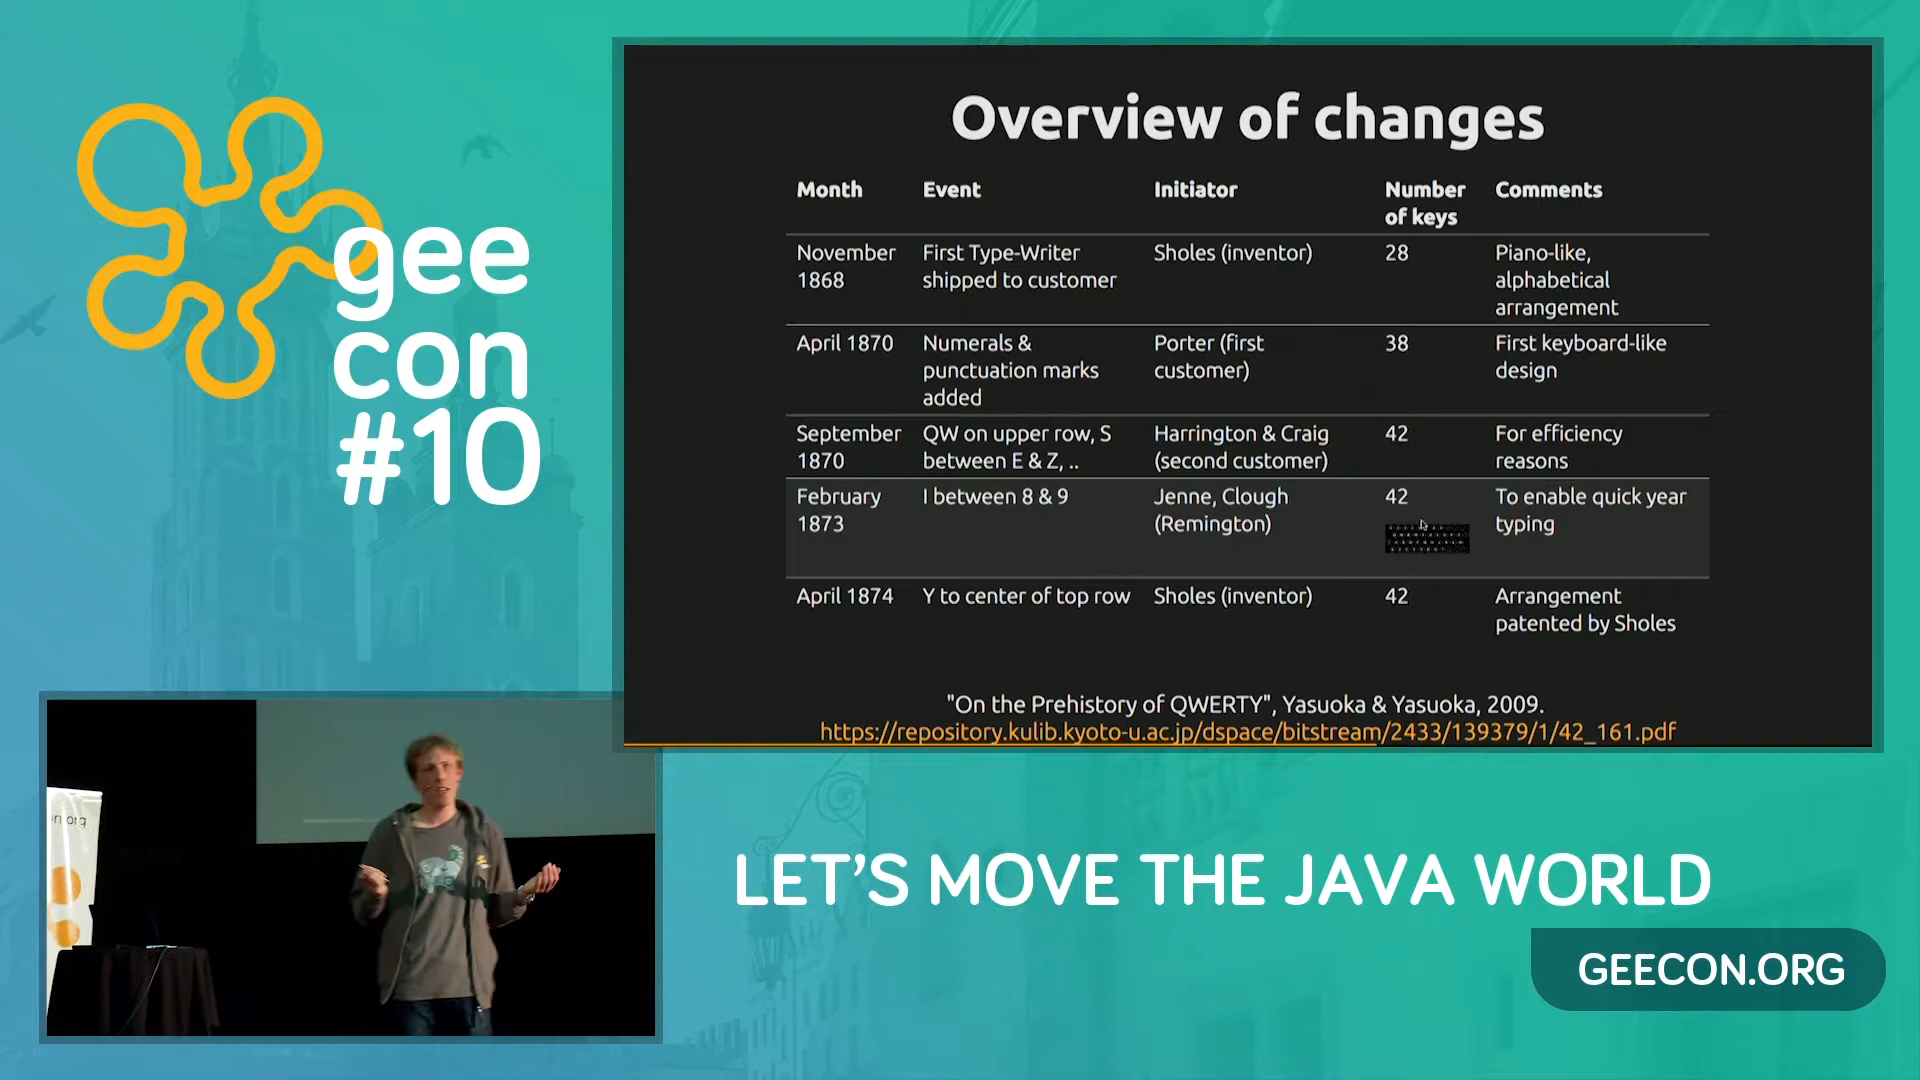 gee
con
#10
Overview of changes
Month Event Initiator Number of keys Comments
November 1868 First Type-Writer shipped to customer Sholes (inventor) 28 Piano-like, alphabetical arrangement
April 1870 Numerals & punctuation marks added Porter (first customer) 38 First keyboard-like design
September 1870 QW on upper row, S between E & Z, .. Harrington & Craig (second customer) 42 For efficiency reasons
February 1873 I between 8 & 9 Jenne, Clough (Remington) 42 To enable quick year typing
April 1874 Y to center of top row Sholes (inventor) 42 Arrangement patented by Sholes
"On the Prehistory of QWERTY", Yasuoka & Yasuoka, 2009.
https://repository.kulib.kyoto-u.ac.jp/dspace/bitstream/2433/139379/1/42_161.pdf
LET'S MOVE THE JAVA WORLD
GEECON.ORG